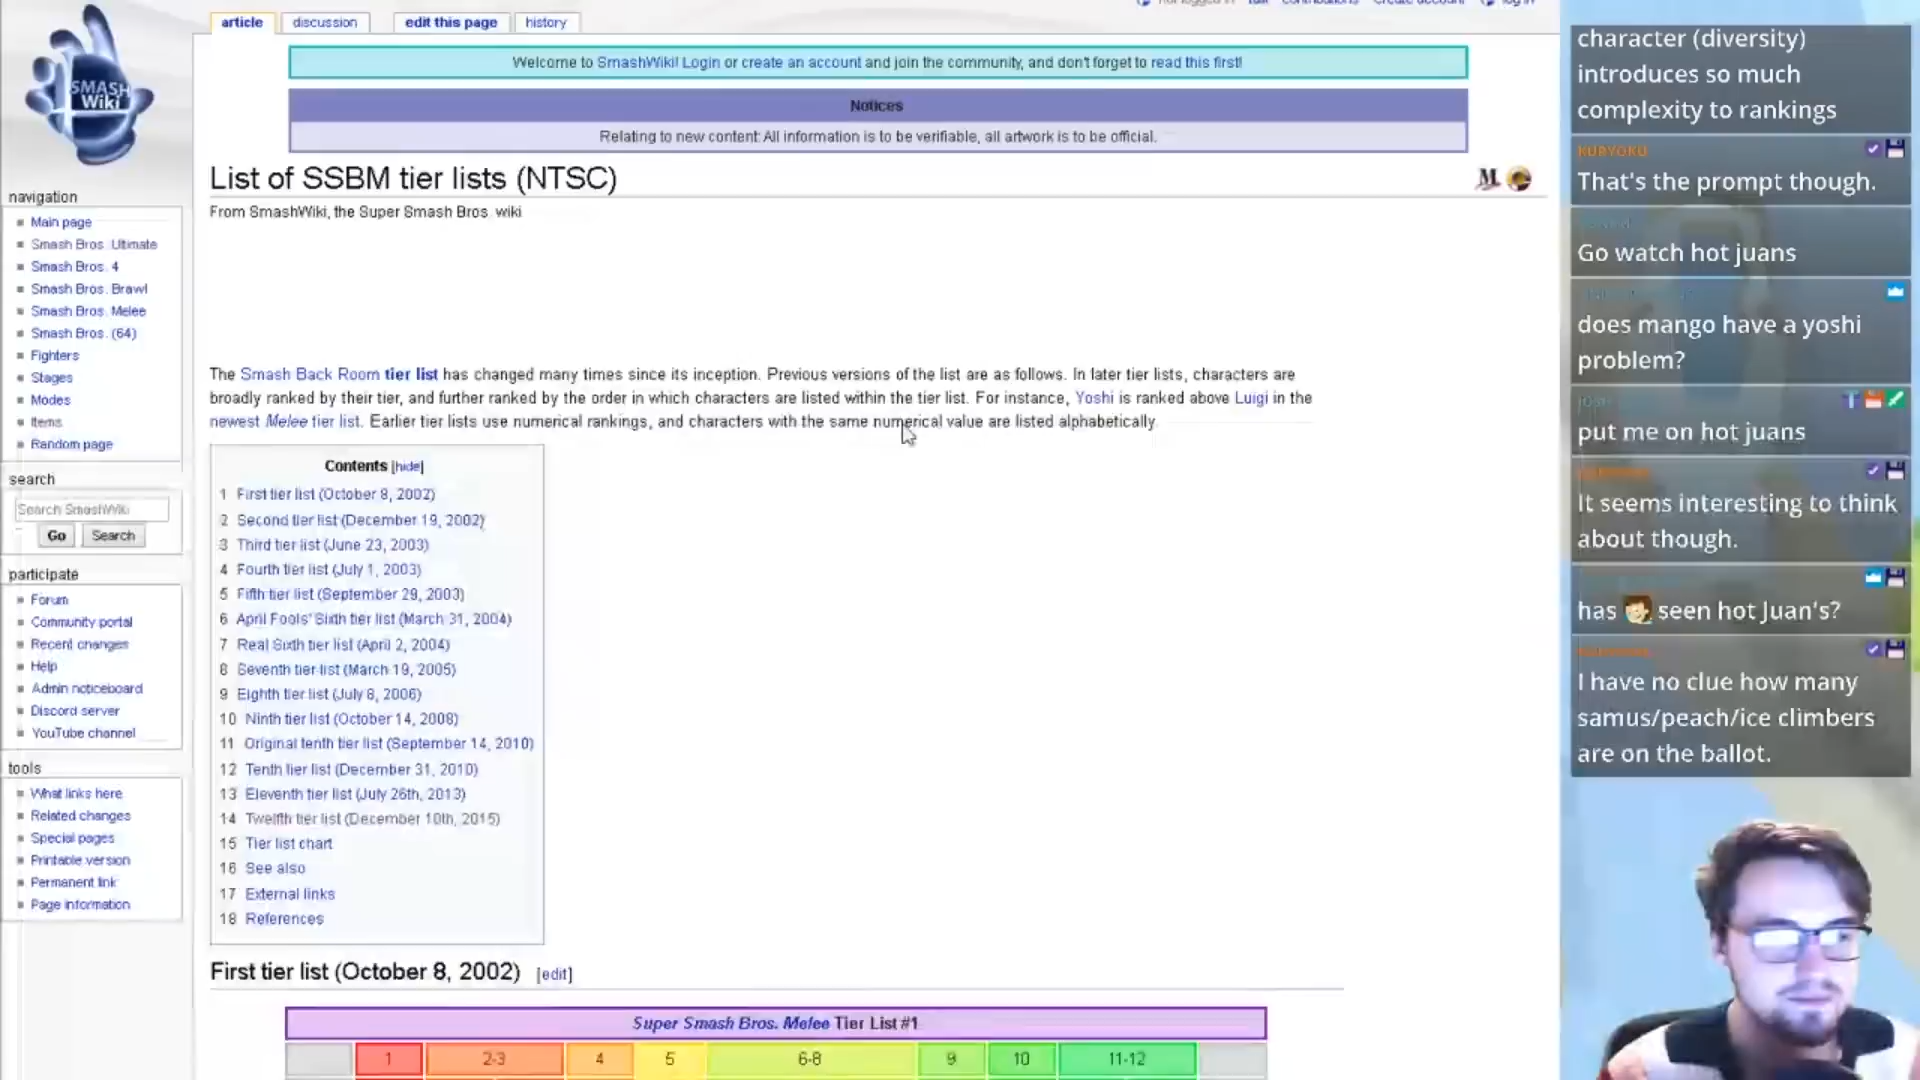 Not logged in talk contributions Create account log in
article discussion edit this page history
SMASH
Wiki
Welcome to SmashWiki! Login or create an account and join the community, and don't forget to read this first!
Notices
Relating to new content: All information is to be verifiable, all artwork is to be official.
List of SSBM tier lists (NTSC)
From SmashWiki, the Super Smash Bros. wiki
The Smash Back Room tier list has changed many times since its inception. Previous versions of the list are as follows. In later tier lists, characters are
broadly ranked by their tier, and further ranked by the order in which characters are listed within the tier list. For instance, Yoshi is ranked above Luigi in the
newest Melee tier list. Earlier tier lists use numerical rankings, and characters with the same numerical value are listed alphabetically.
Contents [hide]
1 First tier list (October 8, 2002)
2 Second tier list (December 19, 2002)
3 Third tier list (June 23, 2003)
4 Fourth tier list (July 1, 2003)
5 Fifth tier list (September 29, 2003)
6 April Fools' Sixth tier list (March 31, 2004)
7 Real Sixth tier list (April 2, 2004)
8 Seventh tier list (March 19, 2005)
9 Eighth tier list (July 8, 2006)
10 Ninth tier list (October 14, 2008)
11 Original tenth tier list (September 14, 2010)
12 Tenth tier list (December 31, 2010)
13 Eleventh tier list (July 26th, 2013)
14 Twelfth tier list (December 10th, 2015)
15 Tier list chart
16 See also
17 External links
18 References
First tier list (October 8, 2002) [edit]
Super Smash Bros. Melee Tier List #1
1 2-3 4 5 6-8 9 10 11-12
navigation
Main page
Smash Bros. Ultimate
Smash Bros. 4
Smash Bros. Brawl
Smash Bros. Melee
Smash Bros. (64)
Fighters
Stages
Modes
Items
Random page
search
Search SmashWiki
Go Search
participate
Forum
Community portal
Recent changes
Help
Admin noticeboard
Discord server
YouTube channel
tools
What links here
Related changes
Special pages
Printable version
Permanent link
Page information
character (diversity)
introduces so much
complexity to rankings
KURYOKU
That's the prompt though.
Go watch hot juans
does mango have a yoshi
problem?
put me on hot juans
It seems interesting to think
about though.
has seen hot Juan's?
I have no clue how many
samus/peach/ice climbers
are on the ballot.